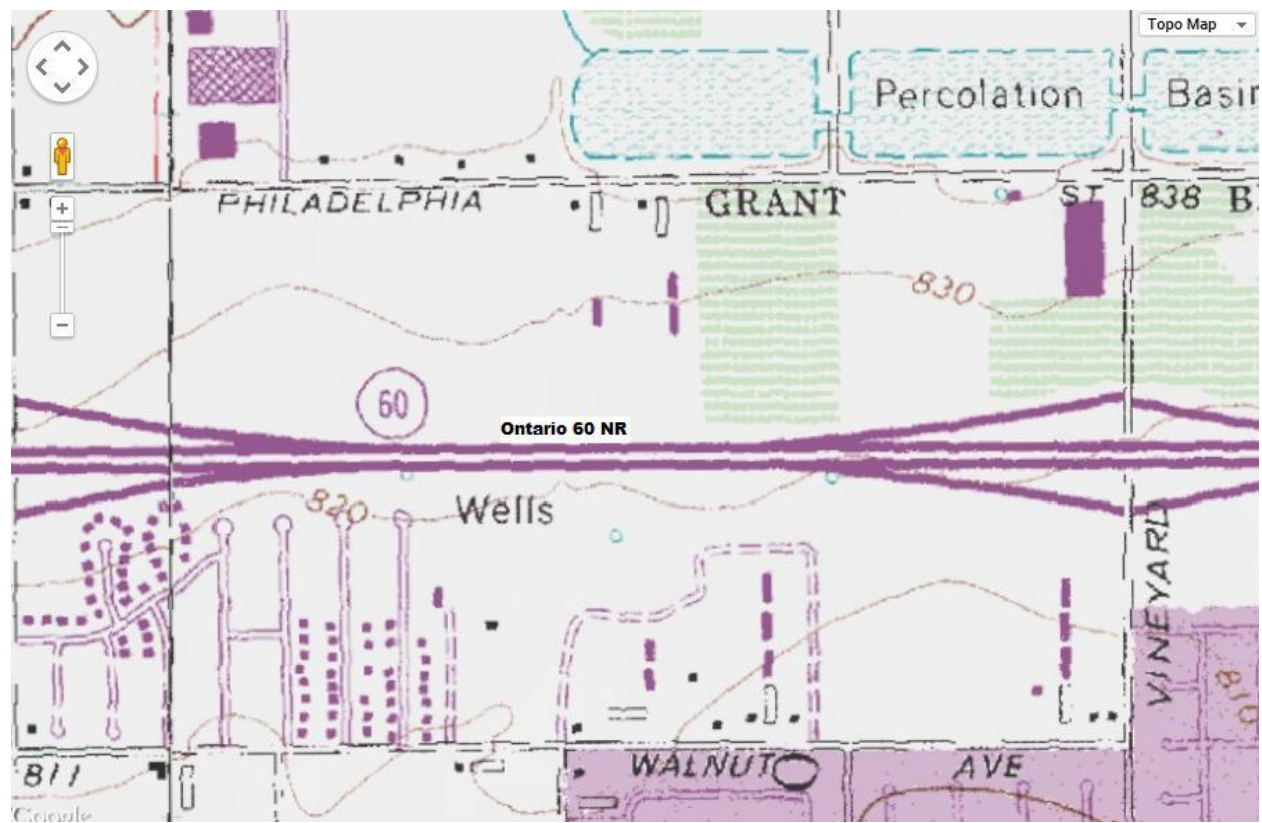 Topo Map
Percolation Basin
PHILADELPHIA GRANT ST 838 B
830
60
Ontario 60 NR
820 Wells
VINEYARD
810
811 WALNUT AVE
Google